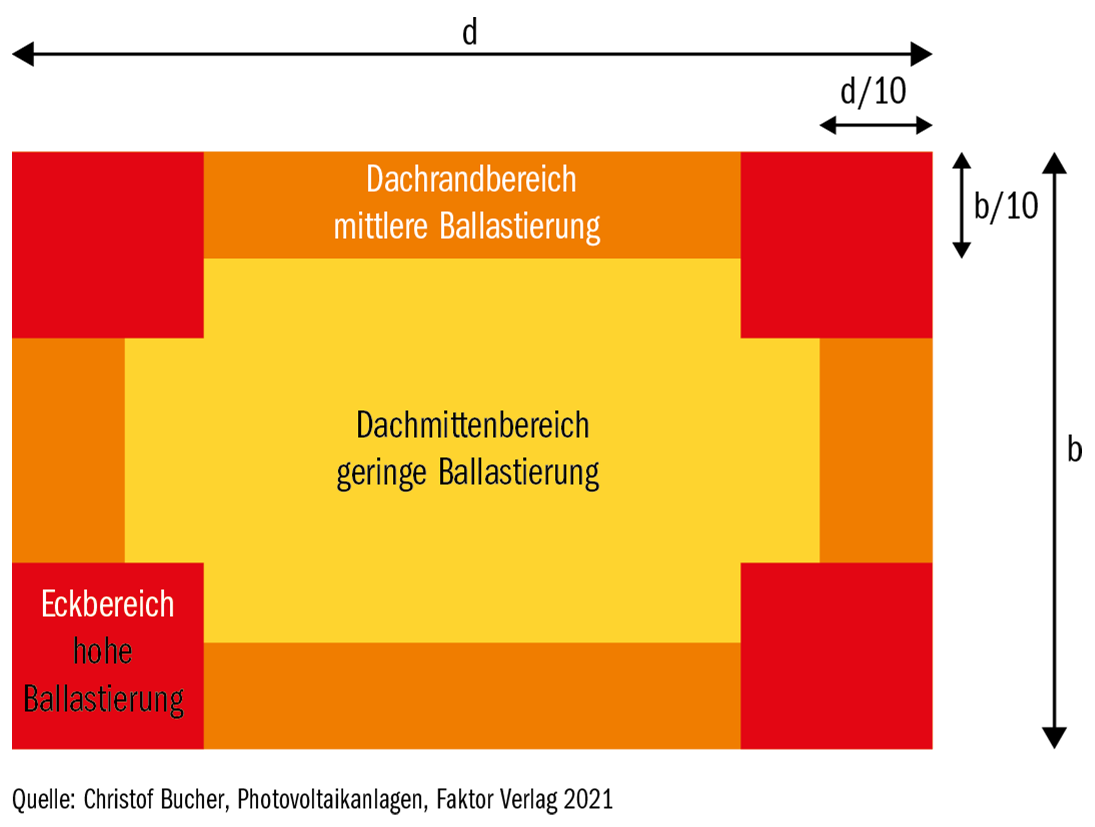 d
d/10
Dachrandbereich
mittlere Ballastierung
b/10
Dachmittenbereich
geringe Ballastierung
b
Eckbereich
hohe
Ballastierung
Quelle: Christof Bucher, Photovoltaikanlagen, Faktor Verlag 2021